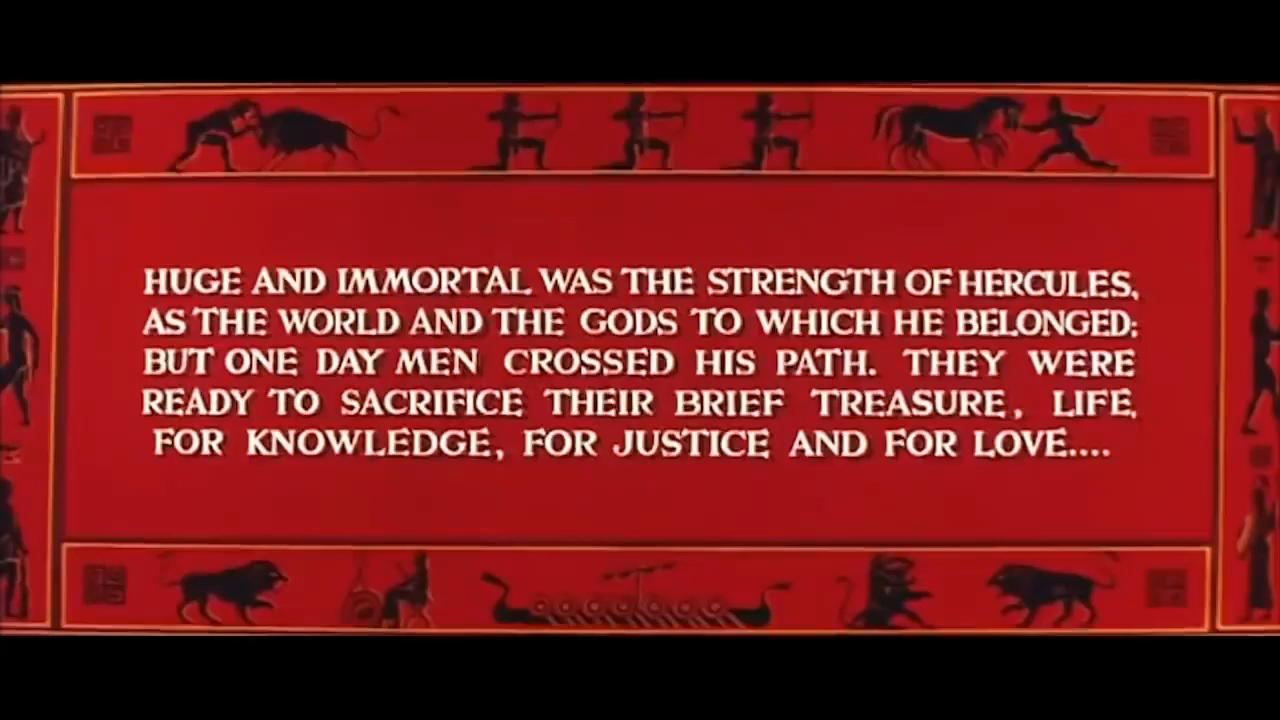 HUGE AND IMMORTAL WAS THE STRENGTH OF HERCULES,
AS THE WORLD AND THE GODS TO WHICH HE BELONGED;
BUT ONE DAY MEN CROSSED HIS PATH. THEY WERE
READY TO SACRIFICE THEIR BRIEF TREASURE, LIFE,
FOR KNOWLEDGE, FOR JUSTICE AND FOR LOVE....